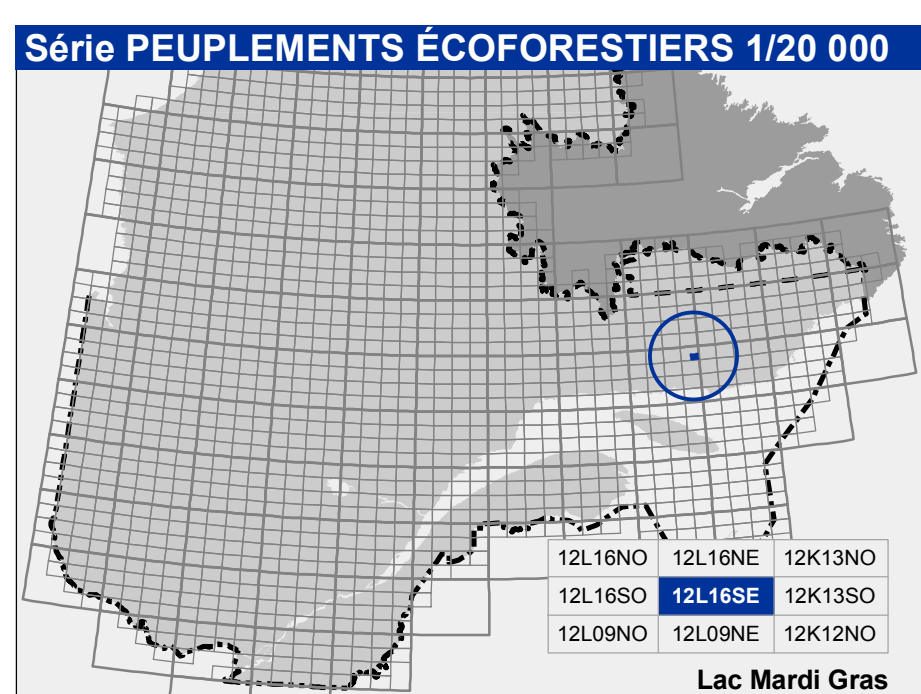 Série PEUPLEMENTS ÉCOFORESTIERS 1/20 000
12L16NO 12L16NE 12K13NO
12L16SO 12L16SE 12K13SO
12L09NO 12L09NE 12K12NO
Lac Mardi Gras